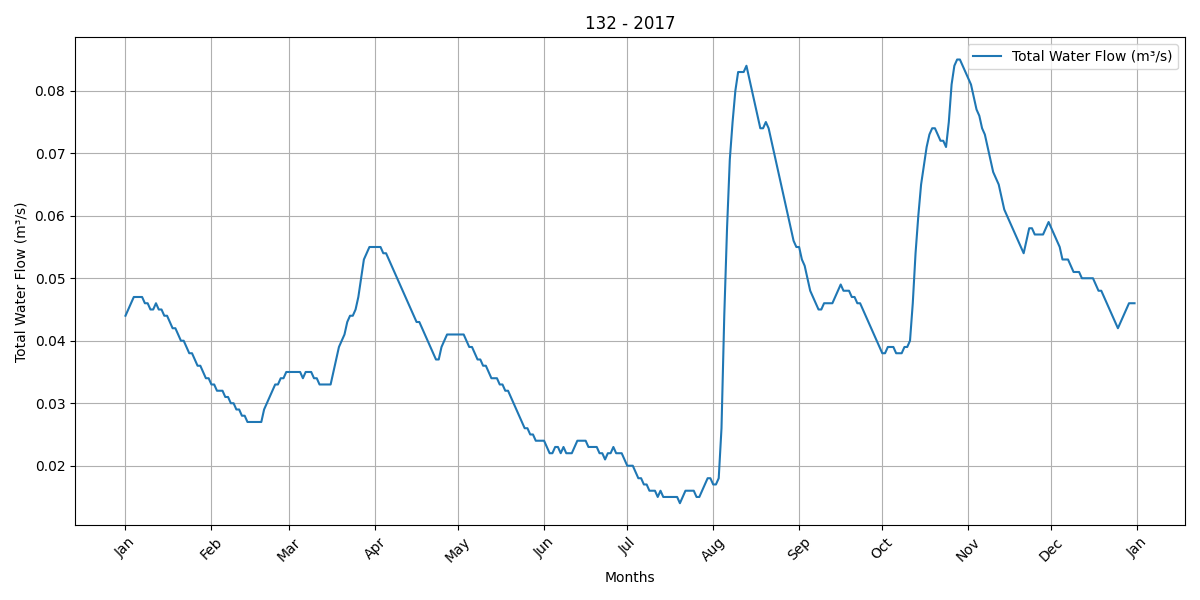 132 - 2017
Total Water Flow (m³/s)
Total Water Flow (m³/s)
0.08
0.07
0.06
0.05
0.04
0.03
0.02
Jan Feb Mar Apr May Jun Jul Aug Sep Oct Nov Dec Jan
Months